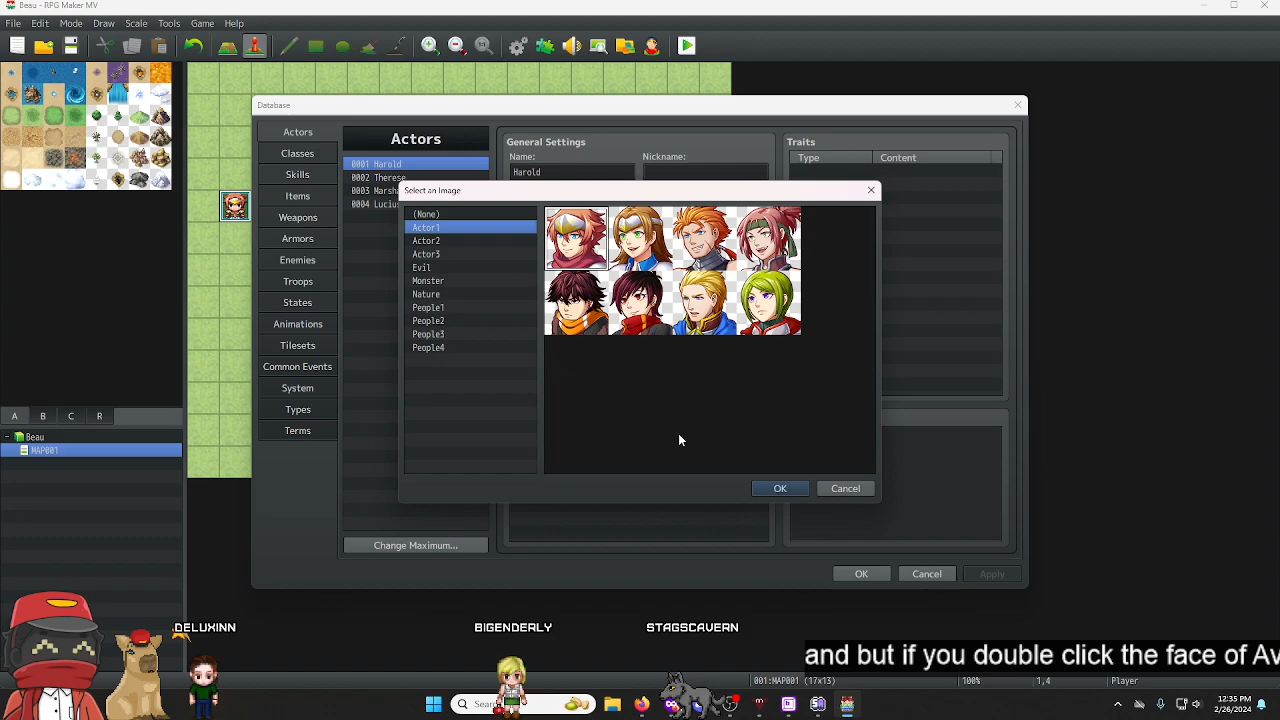 Beau - RPG Maker MV
File Edit Mode Draw Scale Tools Game Help
Database
Actors
Classes
Skills
Items
Weapons
Armors
Enemies
Troops
States
Animations
Tilesets
Common Events
System
Types
Terms
Actors
0001 Harold
0002 Therese
0003 Marsha
0004 Lucius
Change Maximum...
General Settings
Name: Nickname:
Harold
Traits
Type Content
Select an Image
(None)
Actor1
Actor2
Actor3
Evil
Monster
Nature
People1
People2
People3
People4
OK Cancel
OK Cancel Apply
A B C R
Beau
MAP001
DELUXINN BIGENDERLY STAGSCAVERN
and but if you double click the face of Av
001:MAP001 (17x13) 100% 1,4 Player
Search
12:35 PM
2/26/2024